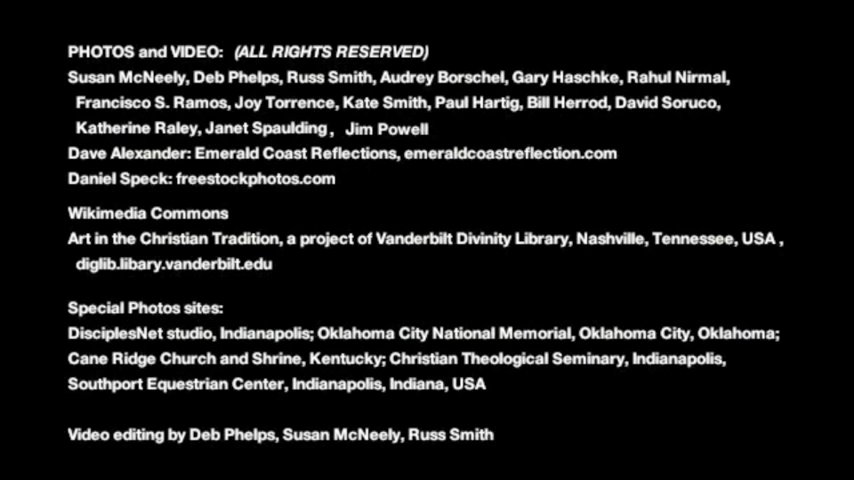 PHOTOS and VIDEO: (ALL RIGHTS RESERVED)
Susan McNeely, Deb Phelps, Russ Smith, Audrey Borschel, Gary Haschke, Rahul Nirmal,
Francisco S. Ramos, Joy Torrence, Kate Smith, Paul Hartig, Bill Herrod, David Soruco,
Katherine Raley, Janet Spaulding , Jim Powell
Dave Alexander: Emerald Coast Reflections, emeraldcoastreflection.com
Daniel Speck: freestockphotos.com
Wikimedia Commons
Art in the Christian Tradition, a project of Vanderbilt Divinity Library, Nashville, Tennessee, USA ,
diglib.libary.vanderbilt.edu
Special Photos sites:
DisciplesNet studio, Indianapolis; Oklahoma City National Memorial, Oklahoma City, Oklahoma;
Cane Ridge Church and Shrine, Kentucky; Christian Theological Seminary, Indianapolis,
Southport Equestrian Center, Indianapolis, Indiana, USA
Video editing by Deb Phelps, Susan McNeely, Russ Smith